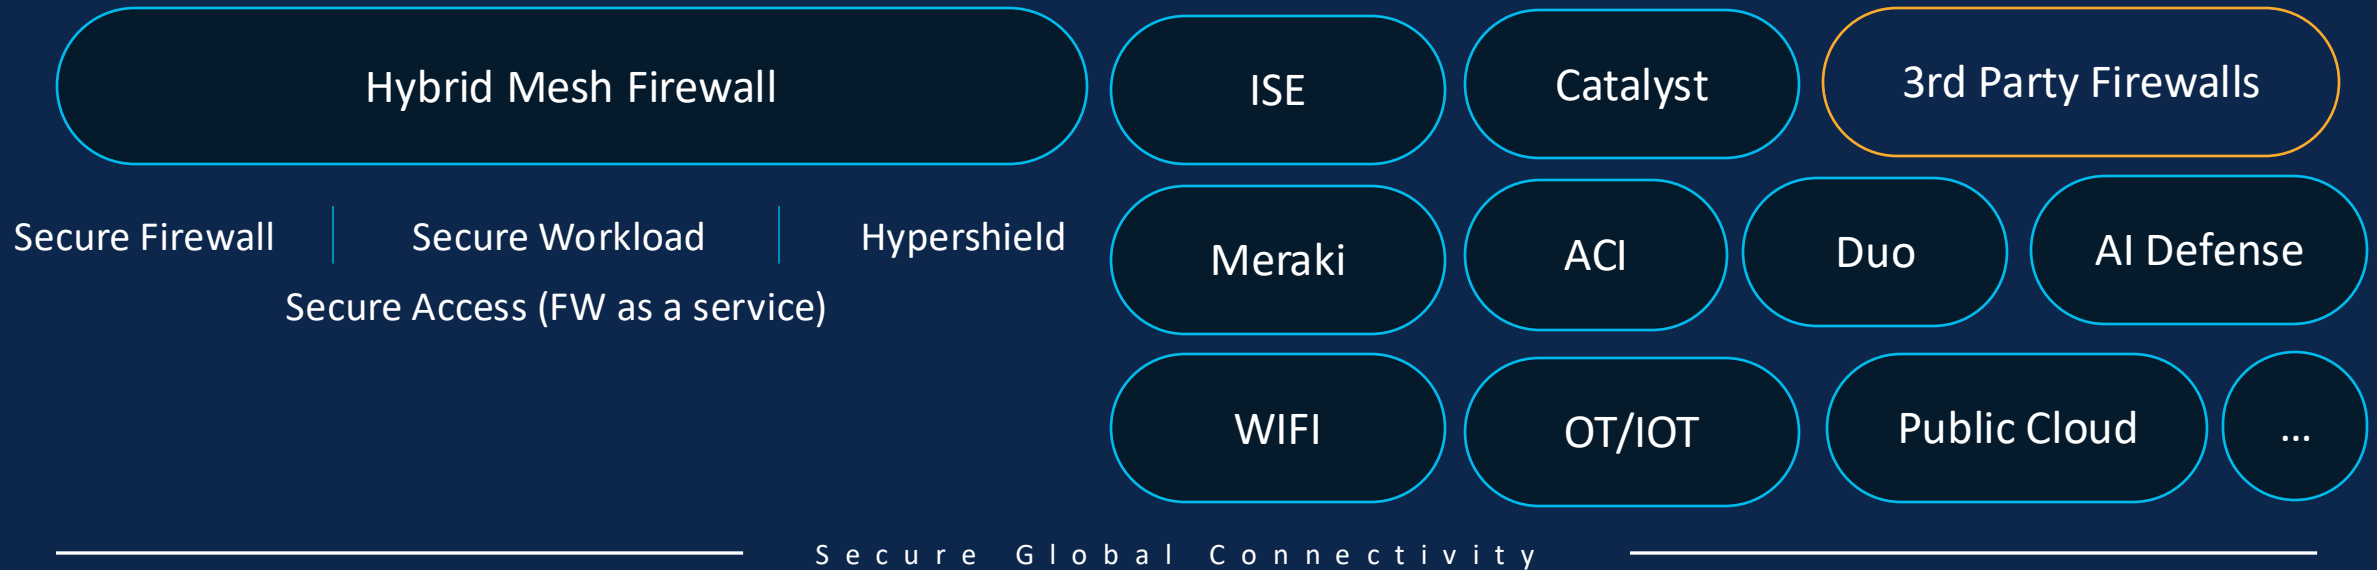 Hybrid Mesh Firewall
ISE
Catalyst
3rd Party Firewalls
Secure Firewall
Secure Workload
Hypershield
Secure Access (FW as a service)
Meraki
ACI
Duo
AI Defense
WIFI
OT/IOT
Public Cloud
...
Secure Global Connectivity